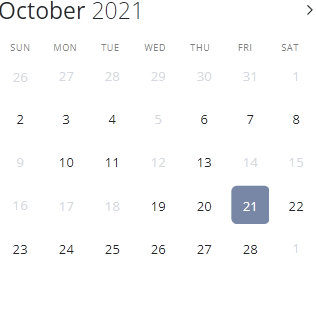 October 2021
SUN MON TUE WED THU FRI SAT
26 27 28 29 30 31 1
2 3 4 5 6 7 8
9 10 11 12 13 14 15
16 17 18 19 20 21 22
23 24 25 26 27 28 1